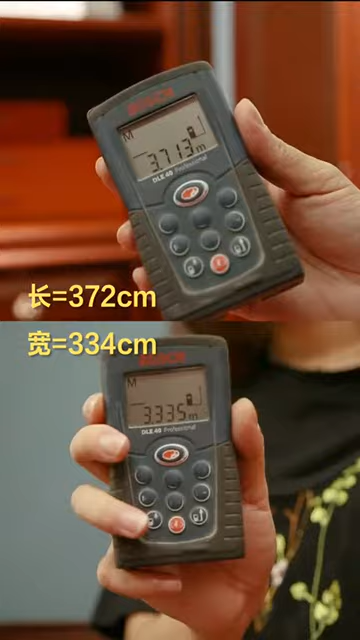 BOSCH
M
3.713m
DLE 40 Professional
长=372cm
宽=334cm
BOSCH
M
3.335m
DLE 40 Professional